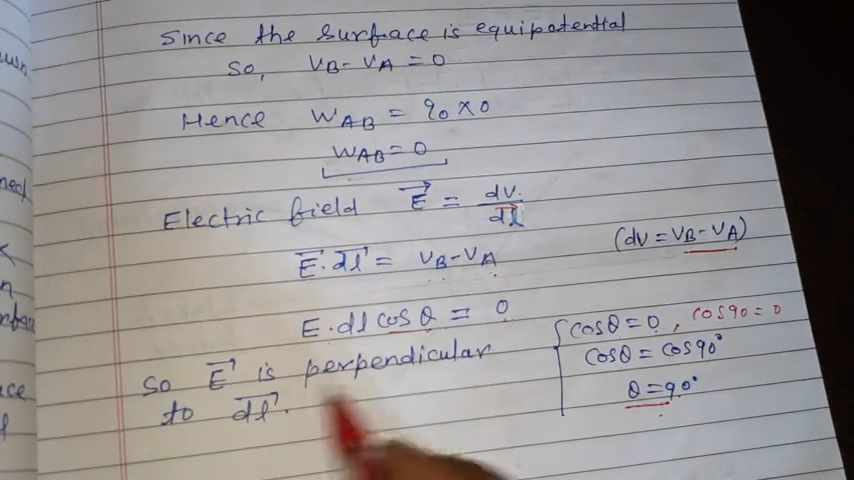 Since the surface is equipotential
So, VB - VA = 0
Hence WAB = q0 × 0
WAB = 0
Electric field E⃗ = dV / dl⃗
E⃗ . dl⃗ = VB - VA (dV = VB - VA)
E . dl cos θ = 0
{ cos θ = 0, cos 90 = 0
cos θ = cos 90°
θ = 90°
So E⃗ is perpendicular
to dl⃗.